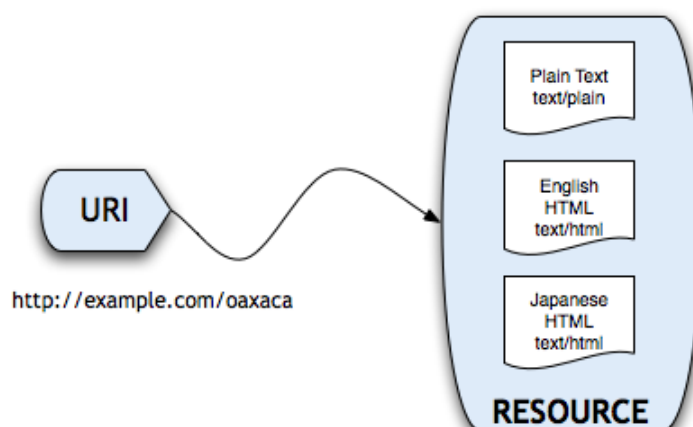 Plain Text
text/plain
URI
English
HTML
text/html
http://example.com/oaxaca
Japanese
HTML
text/html
RESOURCE